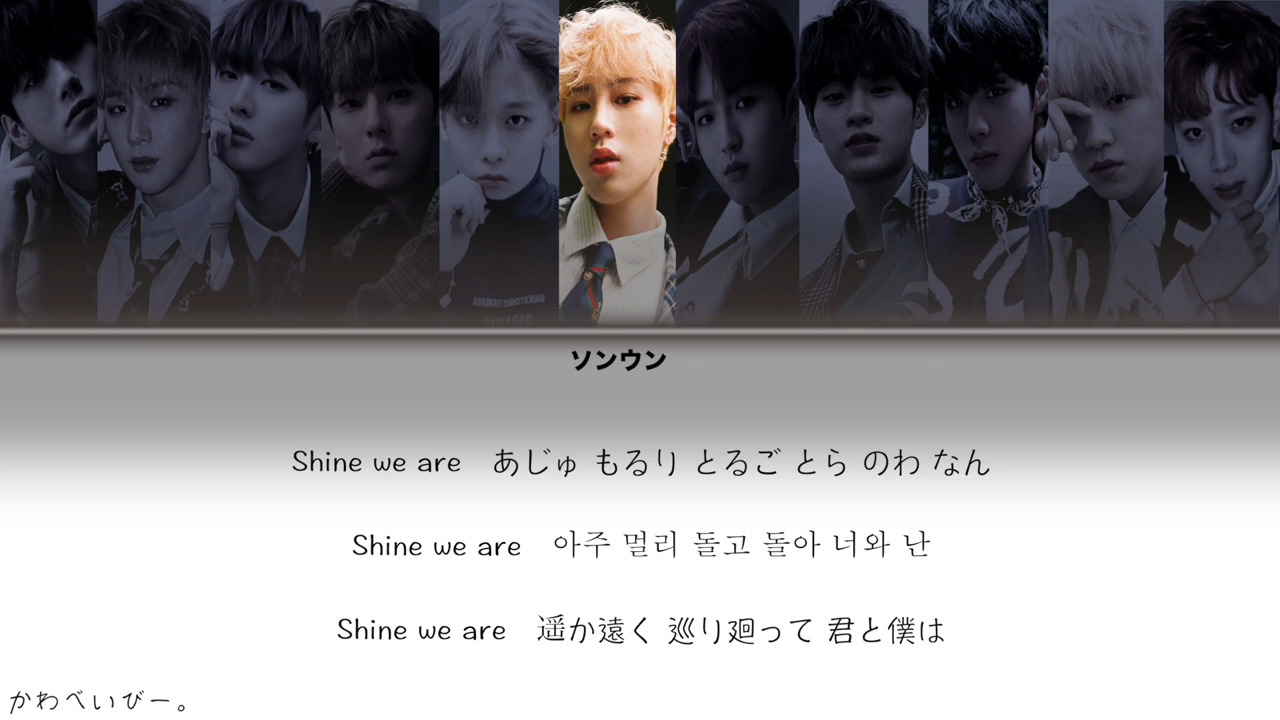 ソンウン
Shine we are　あじゅ もるり とるご とら のわ なん
Shine we are　아주 멀리 돌고 돌아 너와 난
Shine we are　遥か遠く 巡り廻って 君と僕は
かわべいびー。